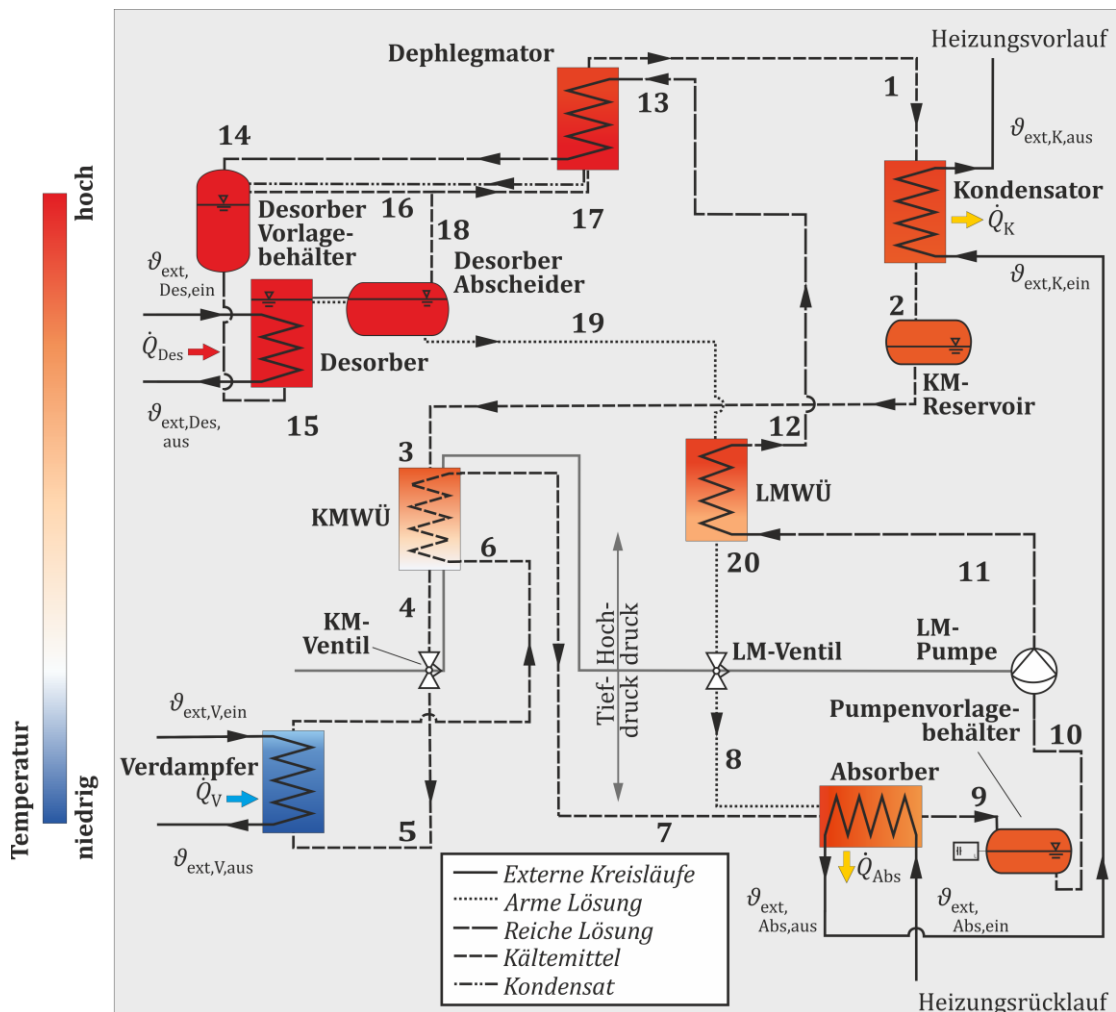 Heizungsvorlauf
Dephlegmator
1
13
ϑext,K,aus
14
Kondensator
Q̇K
16
17
Desorber
Vorlage-
behälter
18
ϑext,
Des,ein
Desorber
Abscheider
ϑext,K,ein
2
19
Q̇Des
Desorber
KM-
Reservoir
15
ϑext,Des,
aus
12
3
KMWÜ
LMWÜ
6
20
11
4
KM-
Ventil
Hoch-
druck
Tief-
druck
LM-Ventil
LM-
Pumpe
ϑext,V,ein
Pumpenvorlage-
behälter
10
Verdampfer
Q̇V
8
Absorber
9
5
7
ϑext,V,aus
Q̇Abs
ϑext,
Abs,aus
ϑext,
Abs,ein
Externe Kreisläufe
Arme Lösung
Reiche Lösung
Kältemittel
Kondensat
Heizungsrücklauf
Temperatur
niedrig
hoch